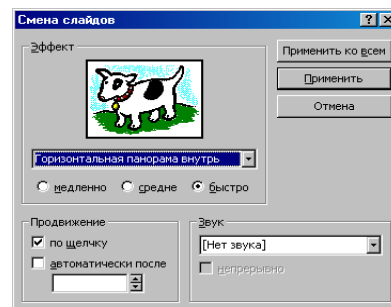 Смена слайдов
Эффект
Горизонтальная панорама внутрь
медленно средне быстро
Применить ко всем
Применить
Отмена
Продвижение
по щелчку
автоматически после
Звук
[Нет звука]
непрерывно